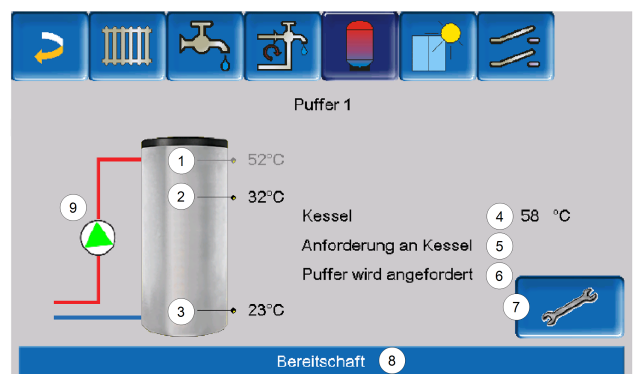 Puffer 1
1 52°C
2 32°C
9
Kessel 4 58 °C
Anforderung an Kessel 5
Puffer wird angefordert 6
3 23°C
7
Bereitschaft 8